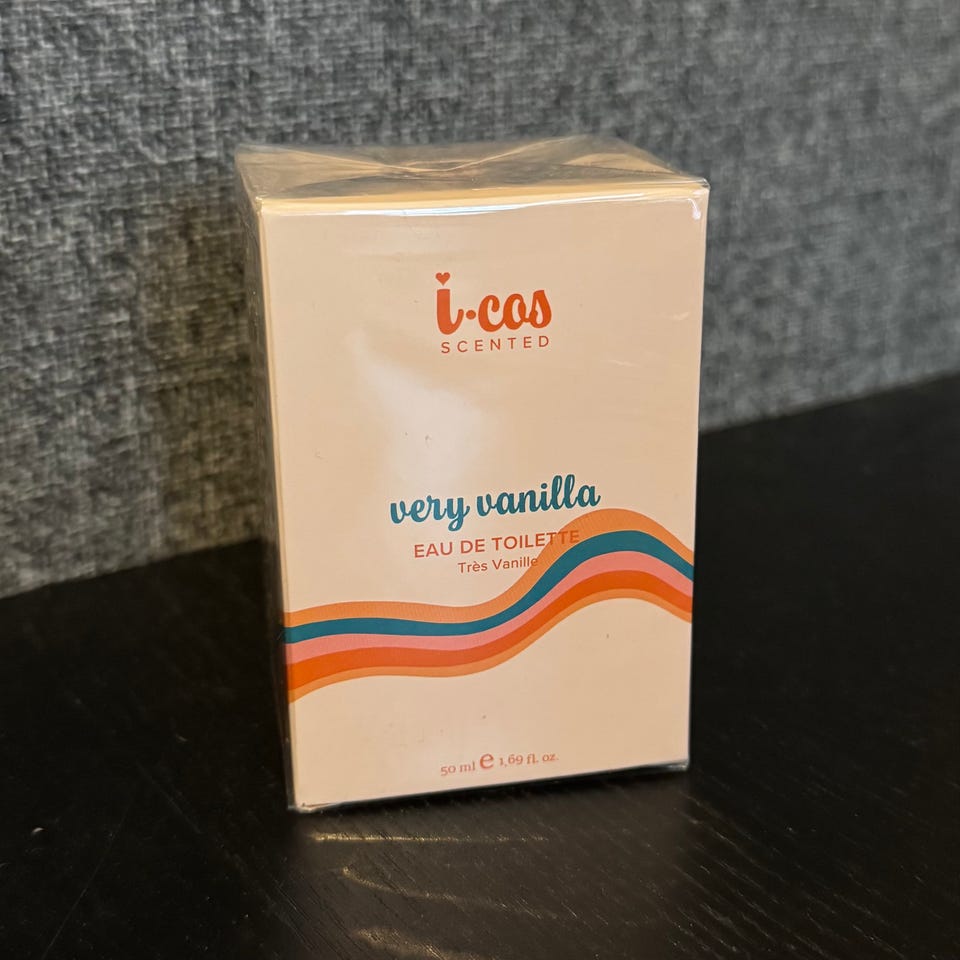 i·cos
SCENTED
very vanilla
EAU DE TOILETTE
Très Vanille
50 ml e 1,69 fl. oz.